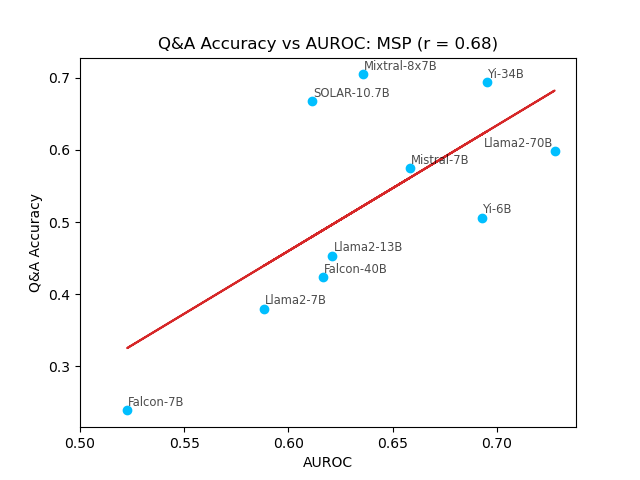 Q&A Accuracy vs AUROC: MSP (r = 0.68)
Mixtral-8x7B
Yi-34B
SOLAR-10.7B
Llama2-70B
Mistral-7B
Yi-6B
Llama2-13B
Falcon-40B
Llama2-7B
Falcon-7B
Q&A Accuracy
0.7
0.6
0.5
0.4
0.3
0.50 0.55 0.60 0.65 0.70
AUROC